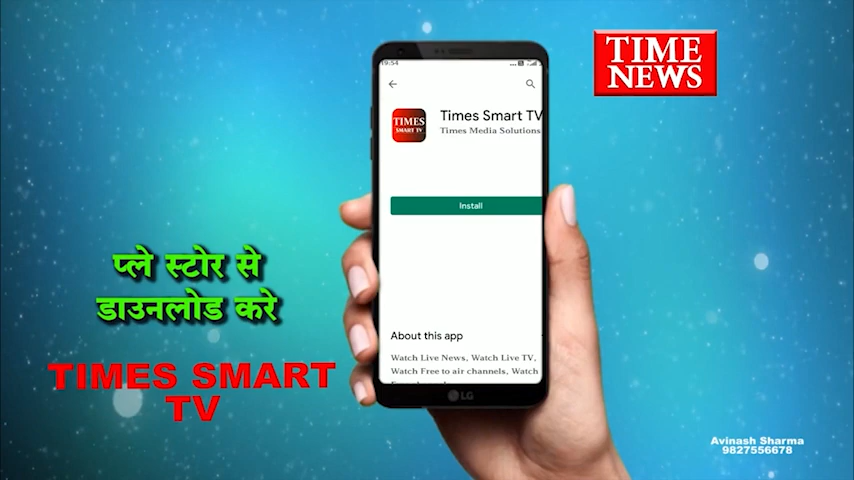 TIME
NEWS
19:54
Times Smart TV
TIMES
SMART TV
Times Media Solutions
Install
प्ले स्टोर से
डाउनलोड करे
About this app
Watch Live News, Watch Live TV,
Watch Free to air channels, Watch
TIMES SMART
TV
LG
Avinash Sharma
9827556678